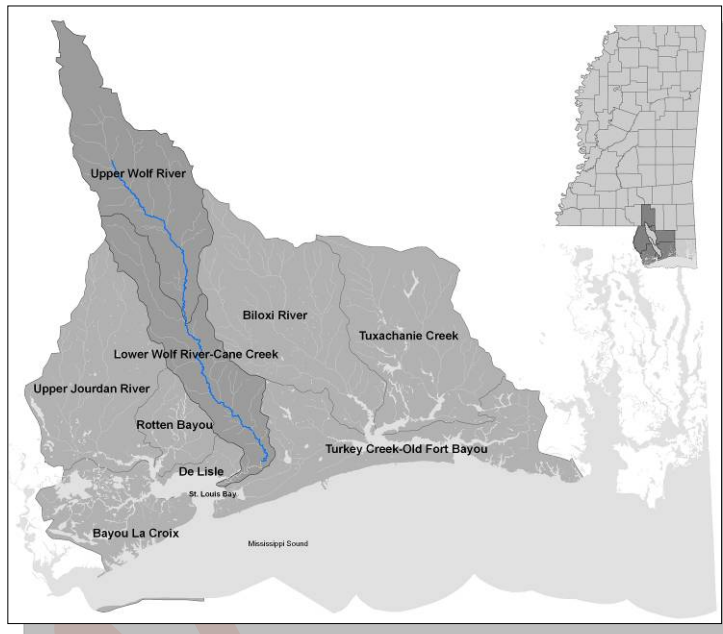 Upper Wolf River
Biloxi River
Tuxachanie Creek
Lower Wolf River-Cane Creek
Upper Jourdan River
Rotten Bayou
Turkey Creek-Old Fort Bayou
De Lisle
St. Louis Bay
Bayou La Croix
Mississippi Sound